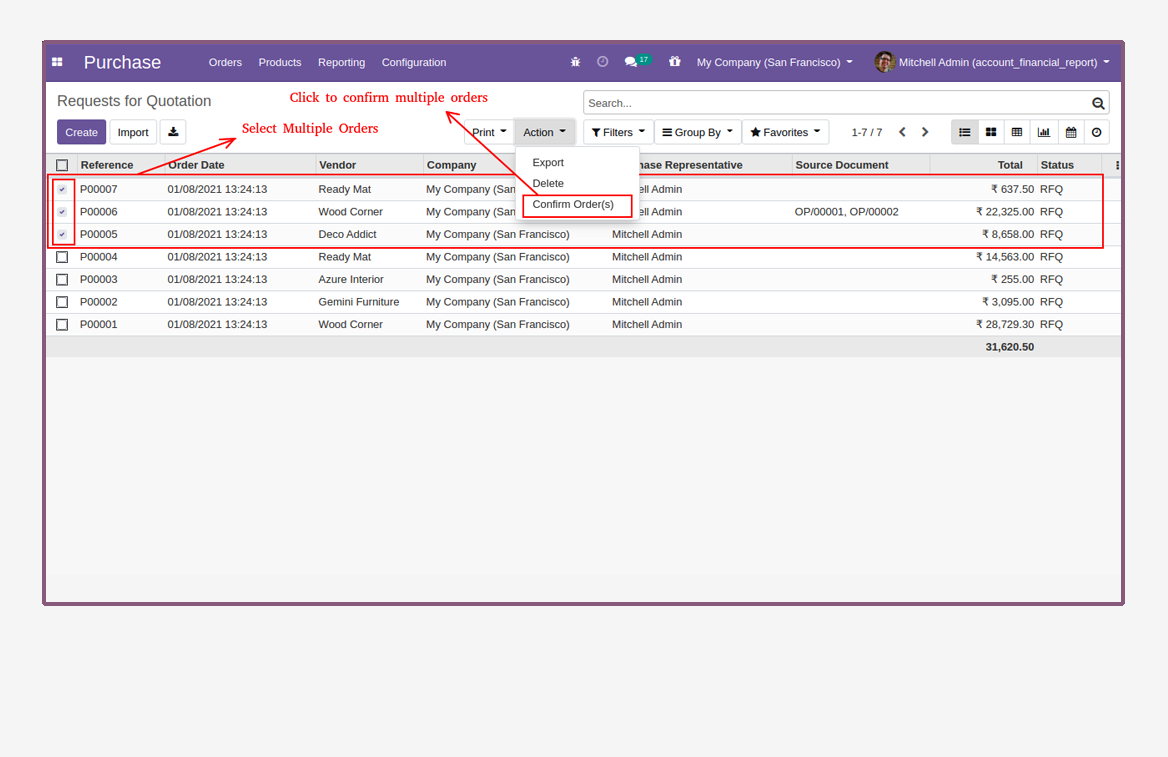 Purchase Orders Products Reporting Configuration 17 My Company (San Francisco) Mitchell Admin (account_financial_report)
Requests for Quotation Click to confirm multiple orders Search...
Create Import Select Multiple Orders Print Action Filters Group By Favorites 1-7 / 7
Reference Order Date Vendor Company hase Representative Source Document Total Status
Export
Delete
Confirm Order(s)
P00007 01/08/2021 13:24:13 Ready Mat My Company (San ell Admin ₹ 637.50 RFQ
P00006 01/08/2021 13:24:13 Wood Corner My Company (San ell Admin OP/00001, OP/00002 ₹ 22,325.00 RFQ
P00005 01/08/2021 13:24:13 Deco Addict My Company (San Francisco) Mitchell Admin ₹ 8,658.00 RFQ
P00004 01/08/2021 13:24:13 Ready Mat My Company (San Francisco) Mitchell Admin ₹ 14,563.00 RFQ
P00003 01/08/2021 13:24:13 Azure Interior My Company (San Francisco) Mitchell Admin ₹ 255.00 RFQ
P00002 01/08/2021 13:24:13 Gemini Furniture My Company (San Francisco) Mitchell Admin ₹ 3,095.00 RFQ
P00001 01/08/2021 13:24:13 Wood Corner My Company (San Francisco) Mitchell Admin ₹ 28,729.30 RFQ
31,620.50